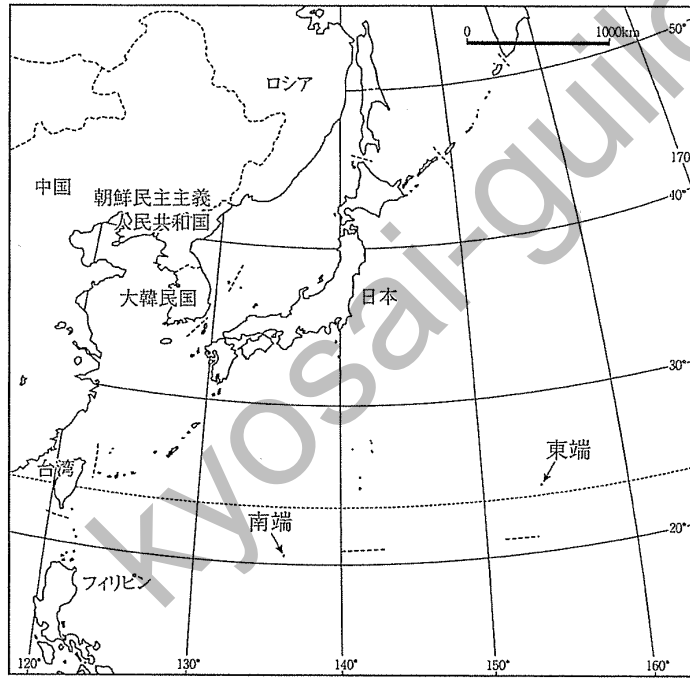 0 1000km
50°
ロシア
170
中国
朝鮮民主主義
人民共和国
40°
大韓民国
日本
30°
東端
台湾
南端
20°
フィリピン
120° 130° 140° 150° 160°
kyosai-guild